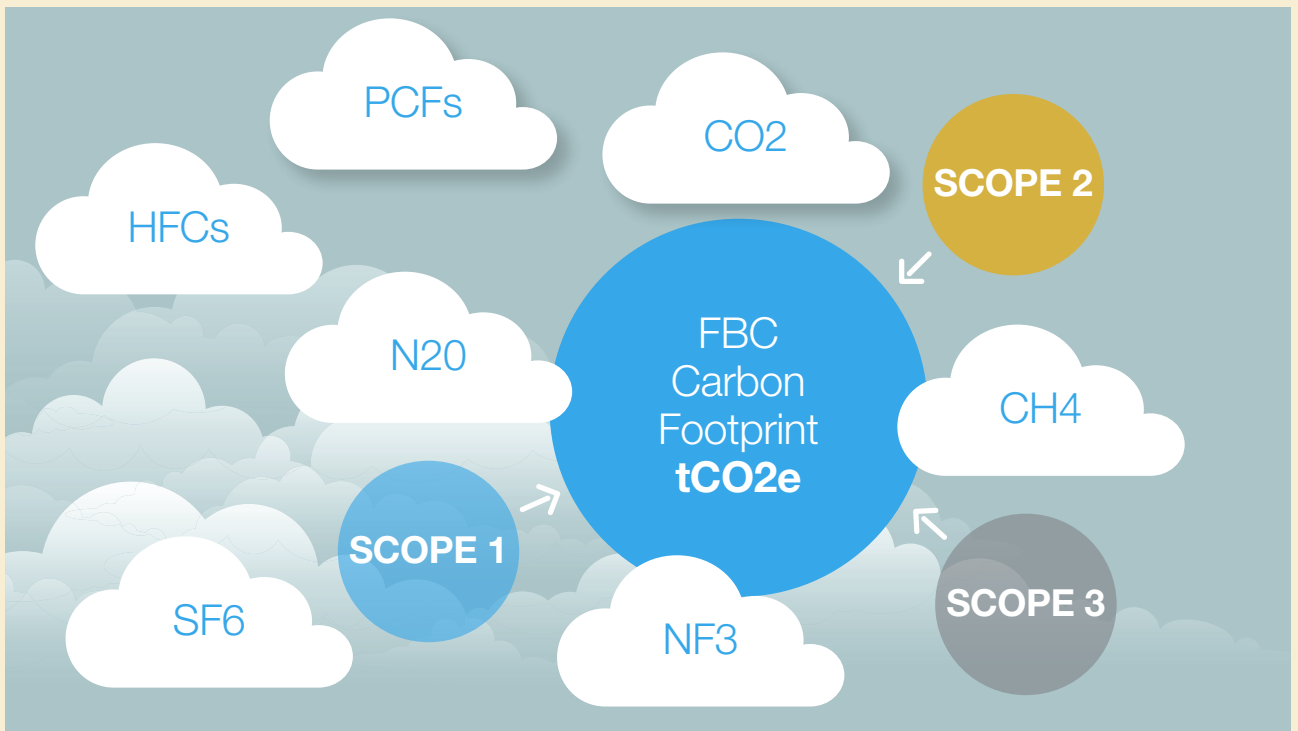 PCFs
CO2
SCOPE 2
HFCs
N20
FBC
Carbon
Footprint
tCO2e
CH4
SCOPE 1
SCOPE 3
SF6
NF3